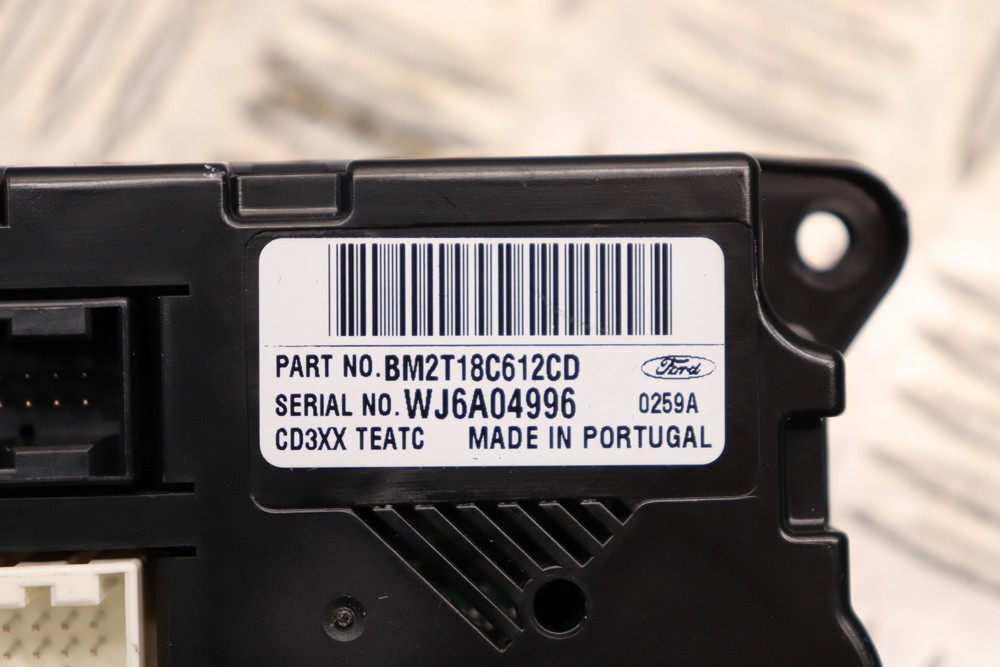 PART NO. BM2T18C612CD
Ford
SERIAL NO. WJ6A04996 0259A
CD3XX TEATC MADE IN PORTUGAL